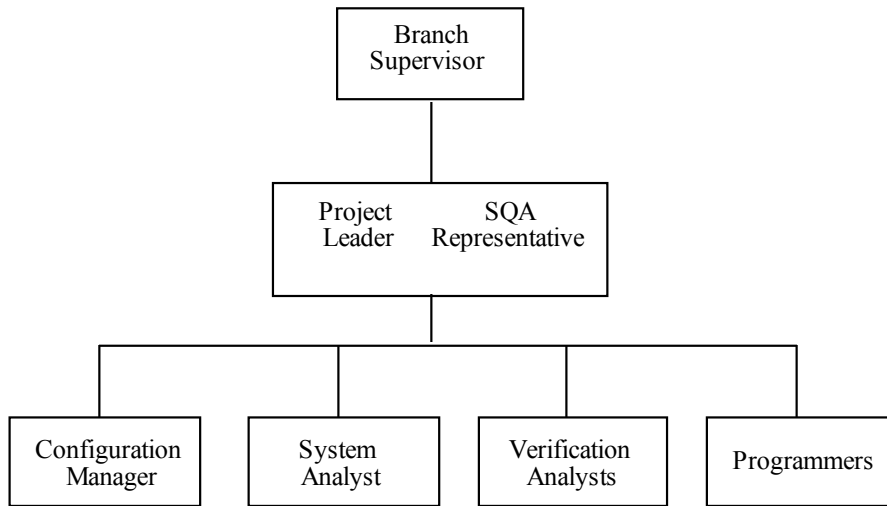 Branch
Supervisor
Project
Leader
SQA
Representative
Configuration
Manager
System
Analyst
Verification
Analysts
Programmers